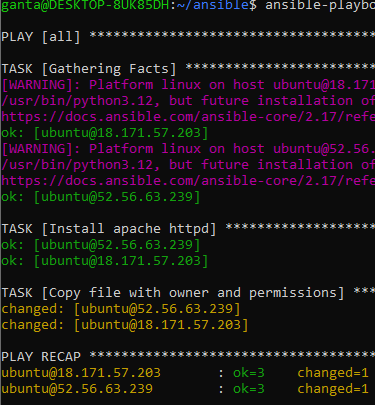 ganta@DESKTOP-8UK85DH:~/ansible$ ansible-playbo
PLAY [all] ************************************
TASK [Gathering Facts] ************************
[WARNING]: Platform linux on host ubuntu@18.171
/usr/bin/python3.12, but future installation of
https://docs.ansible.com/ansible-core/2.17/refe
ok: [ubuntu@18.171.57.203]
[WARNING]: Platform linux on host ubuntu@52.56.
/usr/bin/python3.12, but future installation of
https://docs.ansible.com/ansible-core/2.17/refe
ok: [ubuntu@52.56.63.239]
TASK [Install apache httpd] *******************
ok: [ubuntu@52.56.63.239]
ok: [ubuntu@18.171.57.203]
TASK [Copy file with owner and permissions] ***
changed: [ubuntu@52.56.63.239]
changed: [ubuntu@18.171.57.203]
PLAY RECAP ************************************
ubuntu@18.171.57.203       : ok=3    changed=1
ubuntu@52.56.63.239        : ok=3    changed=1